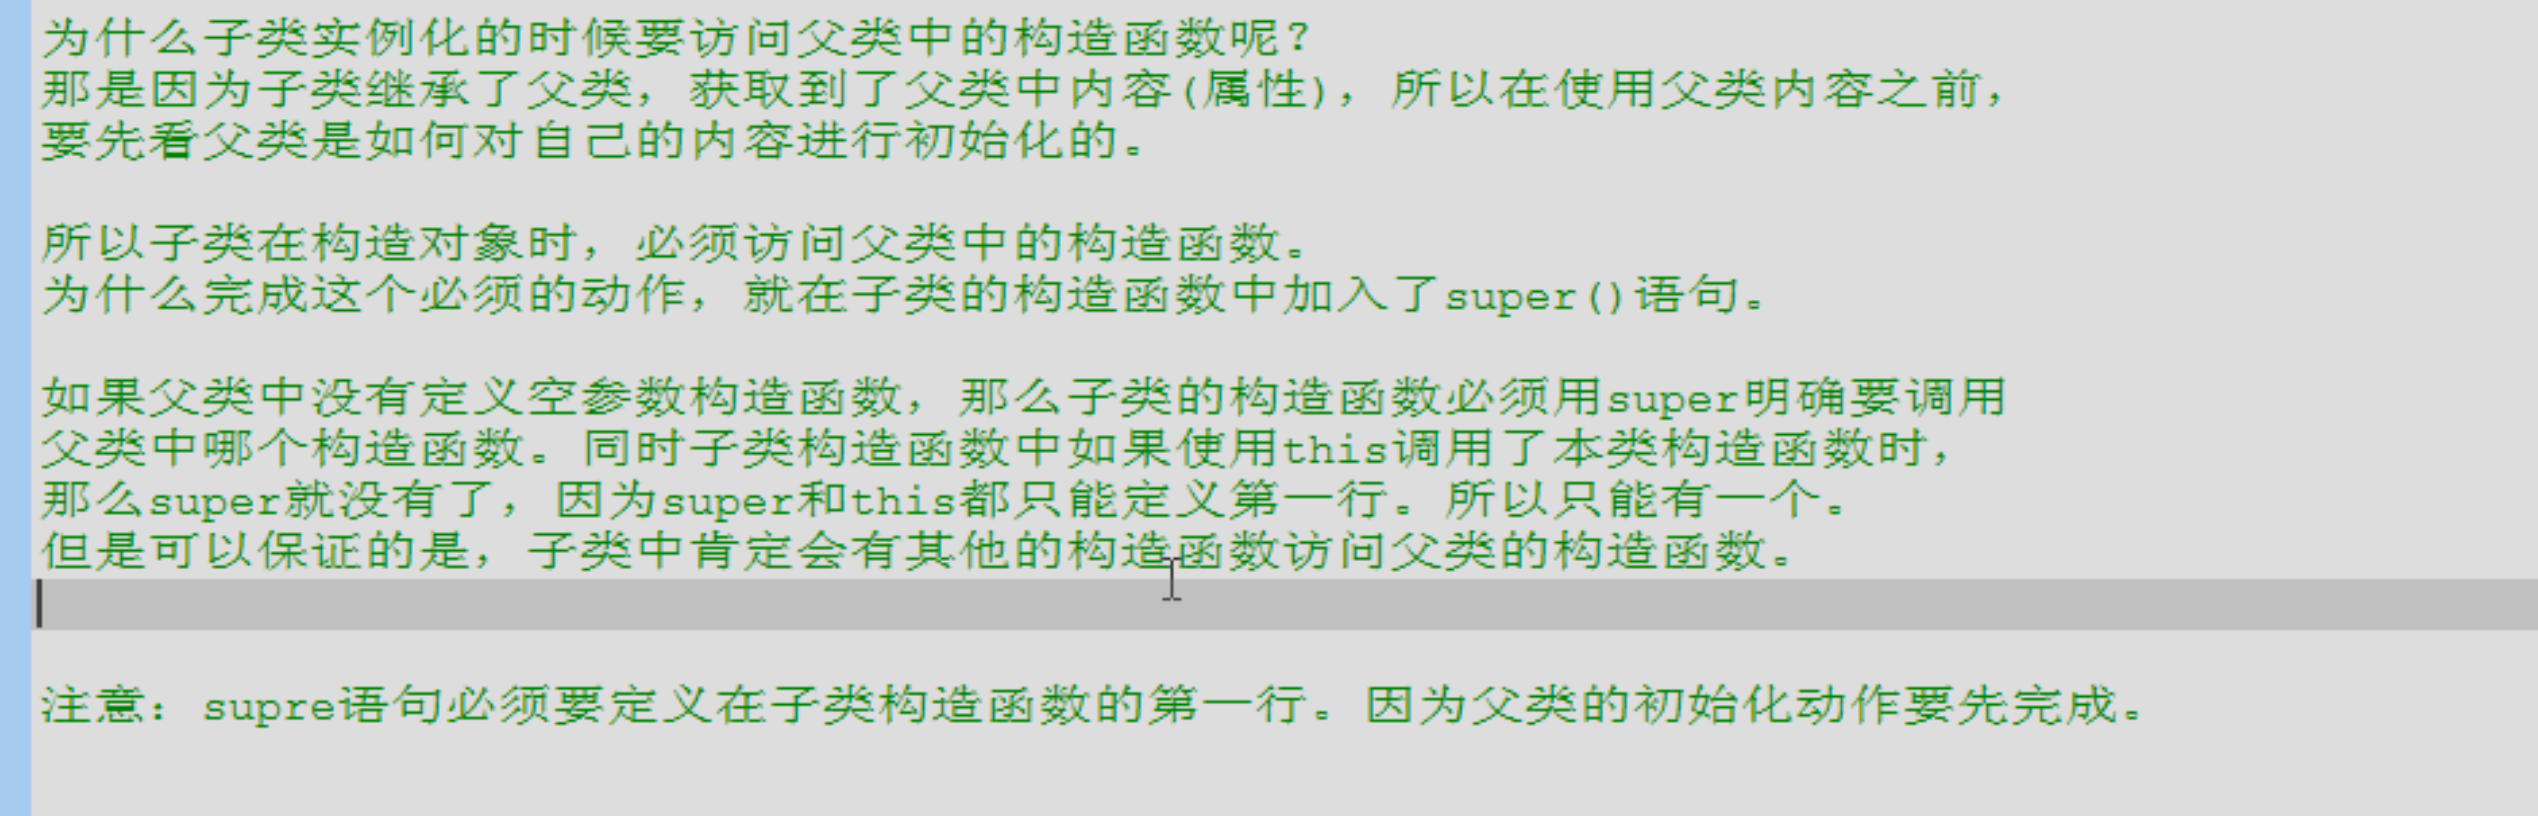 为什么子类实例化的时候要访问父类中的构造函数呢?
那是因为子类继承了父类，获取到了父类中内容(属性)，所以在使用父类内容之前，
要先看父类是如何对自己的内容进行初始化的。
所以子类在构造对象时，必须访问父类中的构造函数。
为什么完成这个必须的动作，就在子类的构造函数中加入了super()语句。
如果父类中没有定义空参数构造函数，那么子类的构造函数必须用super明确要调用
父类中哪个构造函数。同时子类构造函数中如果使用this调用了本类构造函数时，
那么super就没有了，因为super和this都只能定义第一行。所以只能有一个。
但是可以保证的是，子类中肯定会有其他的构造函数访问父类的构造函数。
注意：supre语句必须要定义在子类构造函数的第一行。因为父类的初始化动作要先完成。